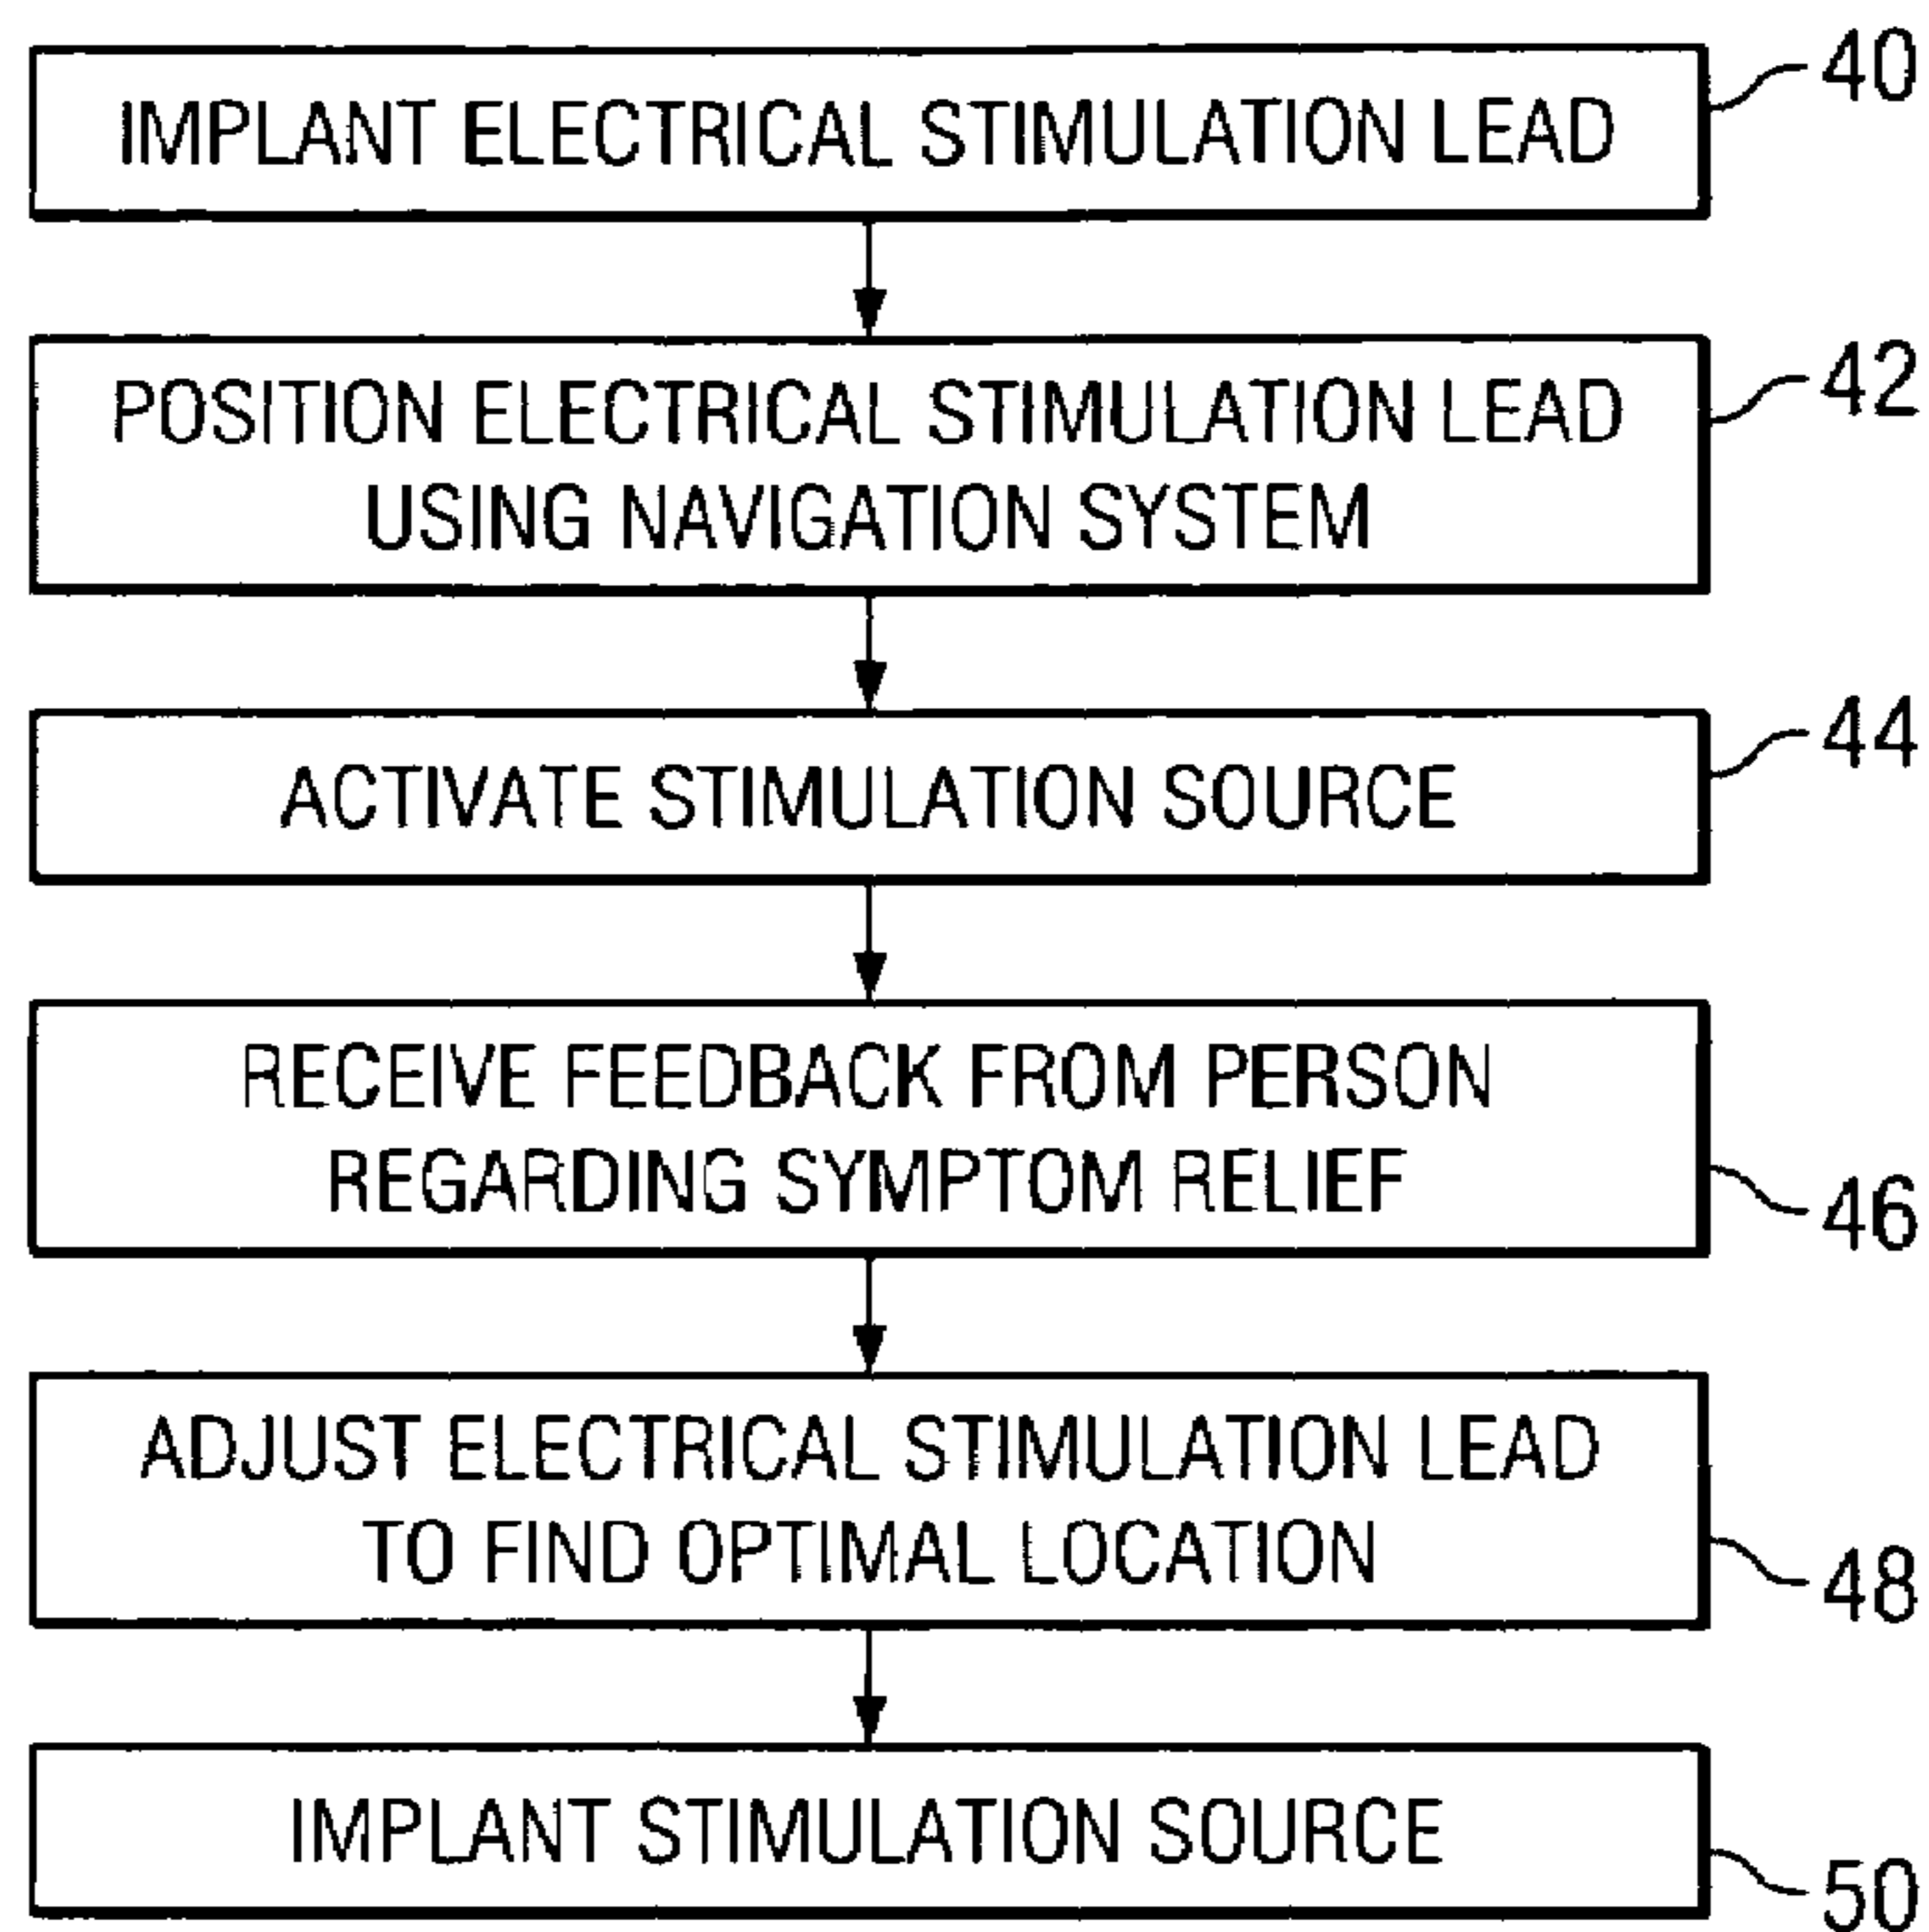 IMPLANT ELECTRICAL STIMULATION LEAD
40
POSITION ELECTRICAL STIMULATION LEAD
USING NAVIGATION SYSTEM
42
ACTIVATE STIMULATION SOURCE
44
RECEIVE FEEDBACK FROM PERSON
REGARDING SYMPTOM RELIEF
46
ADJUST ELECTRICAL STIMULATION LEAD
TO FIND OPTIMAL LOCATION
48
IMPLANT STIMULATION SOURCE
50